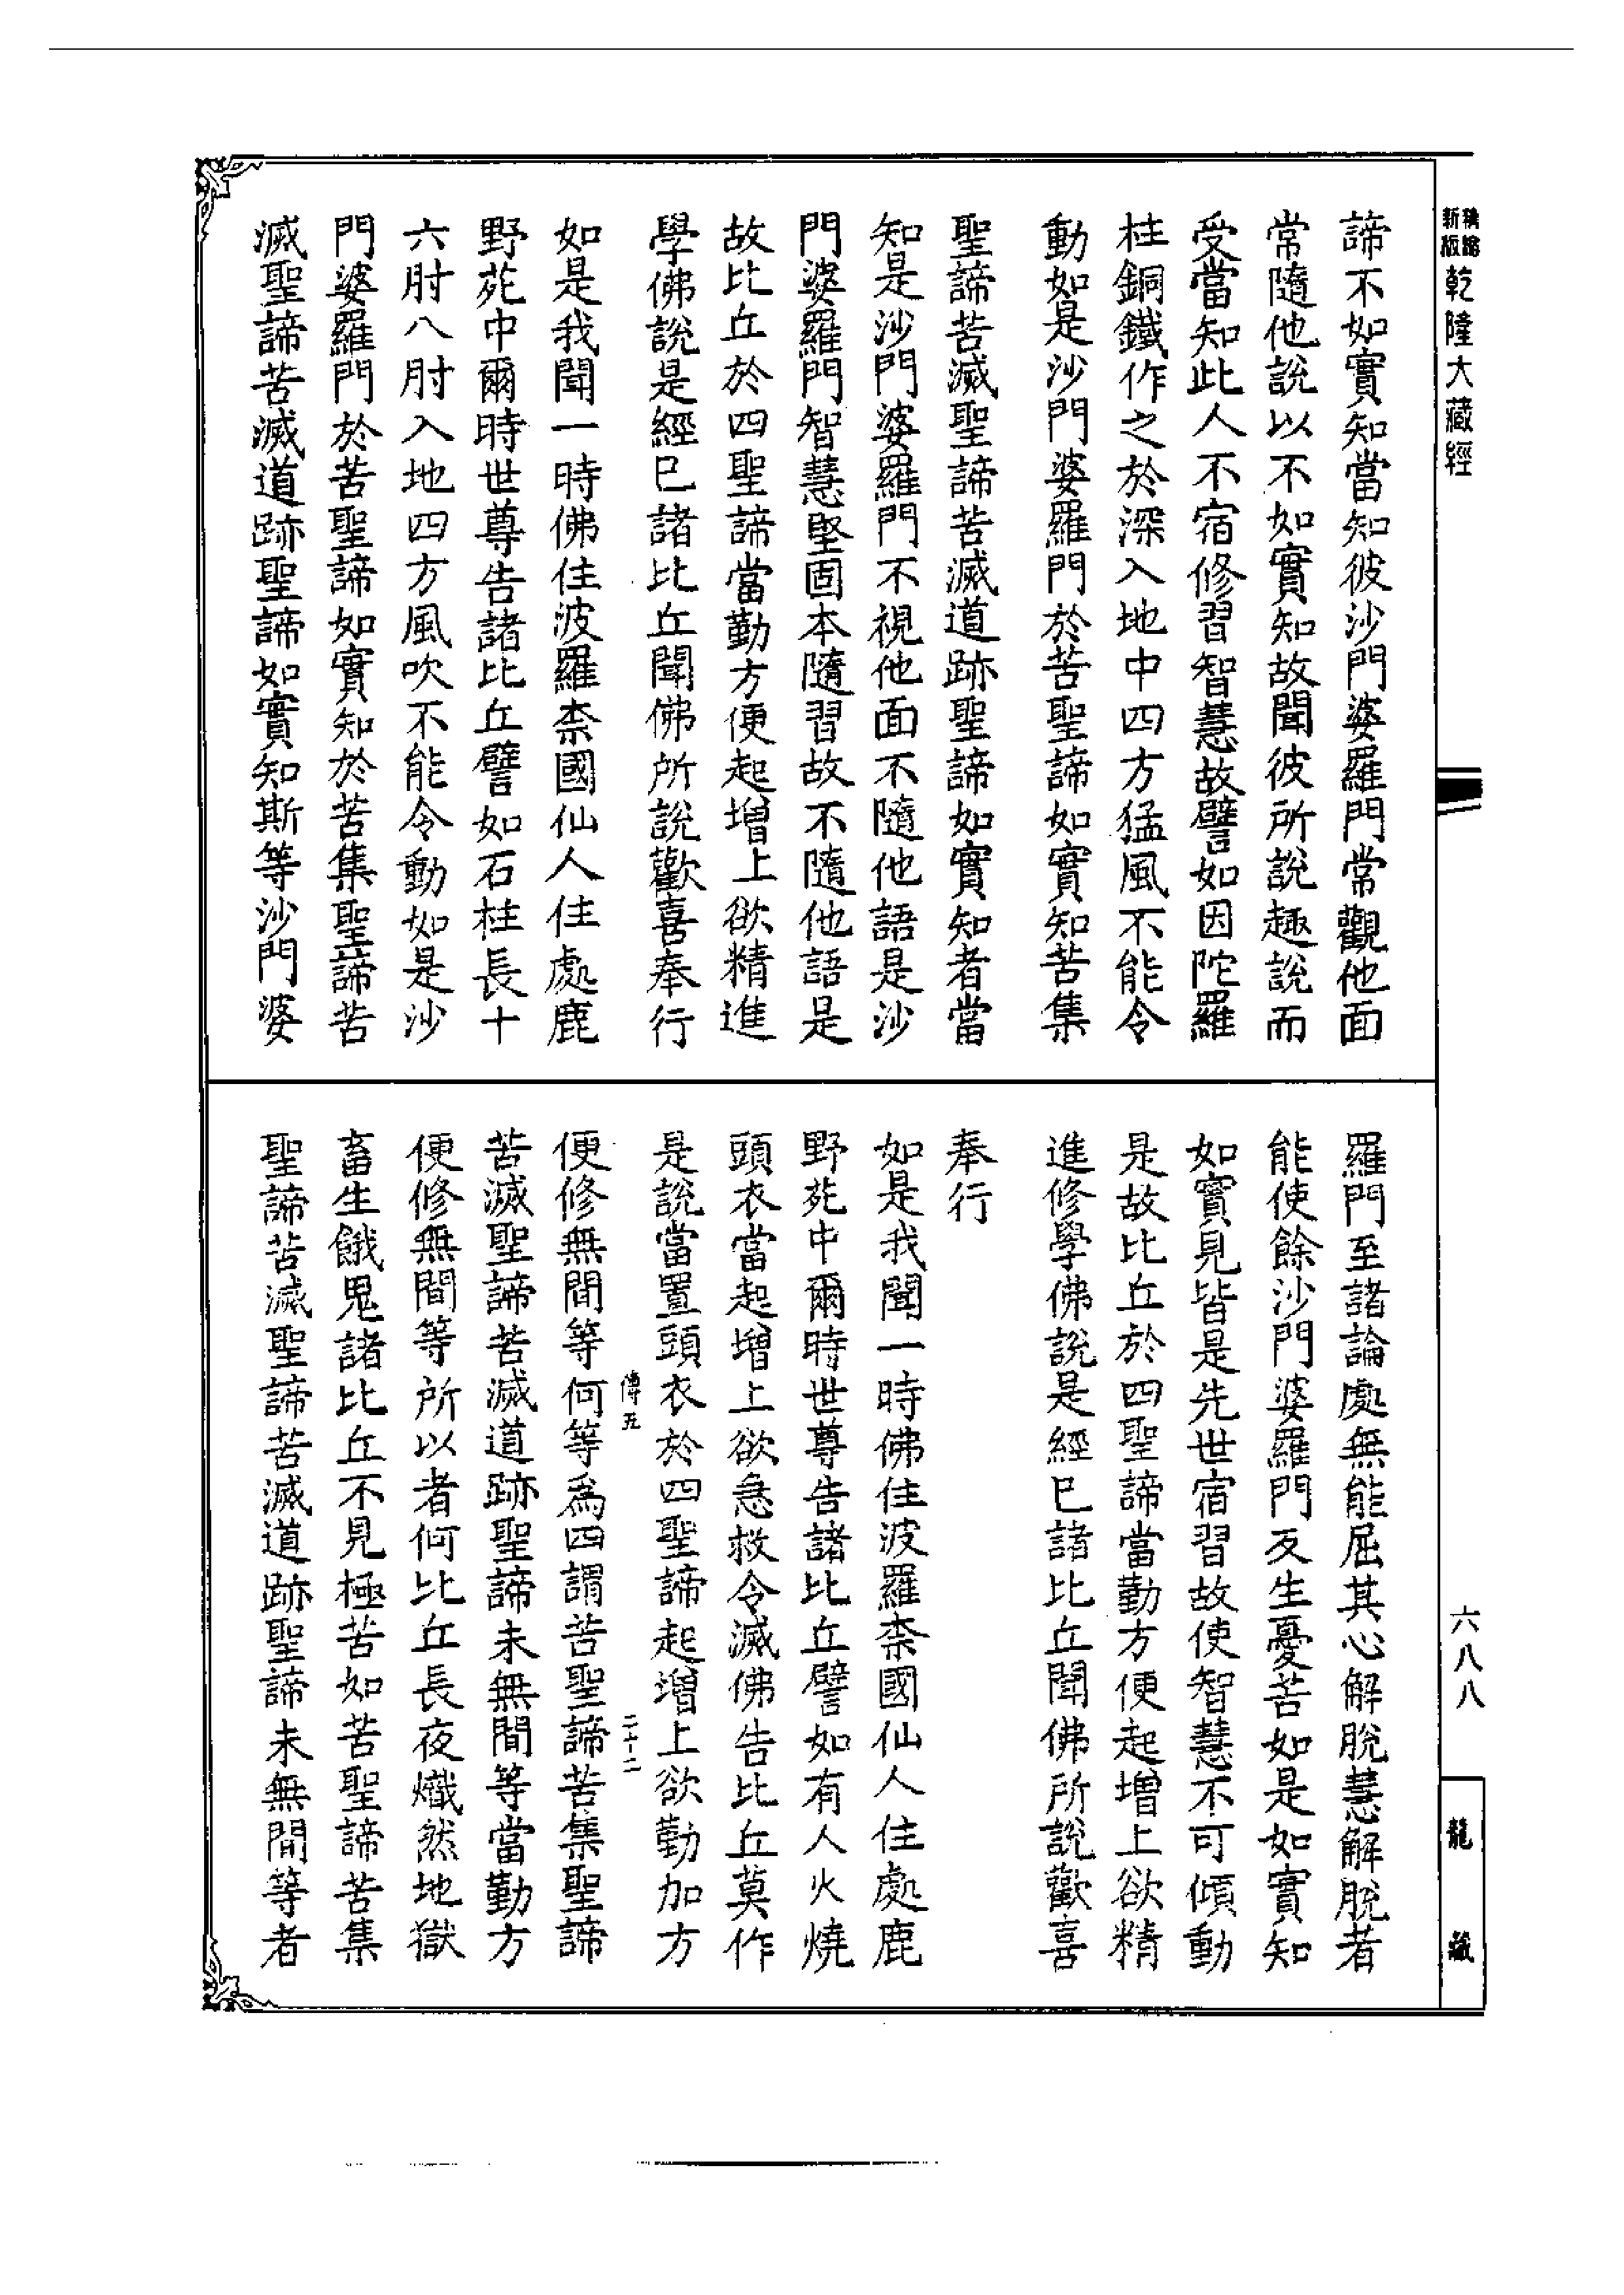 新版
精縮
乾隆大藏經
諦不如實知當知彼沙門婆羅門常觀他面
常隨他說以不如實知故聞彼所說趣說而
受當知此人不宿修習智慧故譬如因陀羅
柱銅鐵作之於深入地中四方猛風不能令
動如是沙門婆羅門於苦聖諦如實知苦集
聖諦苦滅聖諦苦滅道跡聖諦如實知者當
知是沙門婆羅門不視他面不隨他語是沙
門婆羅門智慧堅固本隨習故不隨他語是
故比丘於四聖諦當勤方便起增上欲精進
學佛說是經已諸比丘聞佛所說歡喜奉行
如是我聞一時佛住波羅柰國仙人住處鹿
野苑中爾時世尊告諸比丘譬如石柱長十
六肘八肘入地四方風吹不能令動如是沙
門婆羅門於苦聖諦如實知於苦集聖諦苦
滅聖諦苦滅道跡聖諦如實知斯等沙門婆
羅門至諸論處無能屈其心解脫慧解脫者
能使餘沙門婆羅門反生憂苦如是如實知
如實見皆是先世宿習故使智慧不可傾動
是故比丘於四聖諦當勤方便起增上欲精
進修學佛說是經已諸比丘聞佛所說歡喜
奉行
如是我聞一時佛住波羅柰國仙人住處鹿
野苑中爾時世尊告諸比丘譬如有人火燒
頭衣當起增上欲急救令滅佛告比丘莫作
是說當置頭衣於四聖諦起增上欲勤加方
傳五
二十二
便修無間等何等為四謂苦聖諦苦集聖諦
苦滅聖諦苦滅道跡聖諦未無間等當勤方
便修無間等所以者何比丘長夜熾然地獄
畜生餓鬼諸比丘不見極苦如苦聖諦苦集
聖諦苦滅聖諦苦滅道跡聖諦未無間等者
六八八
龍藏